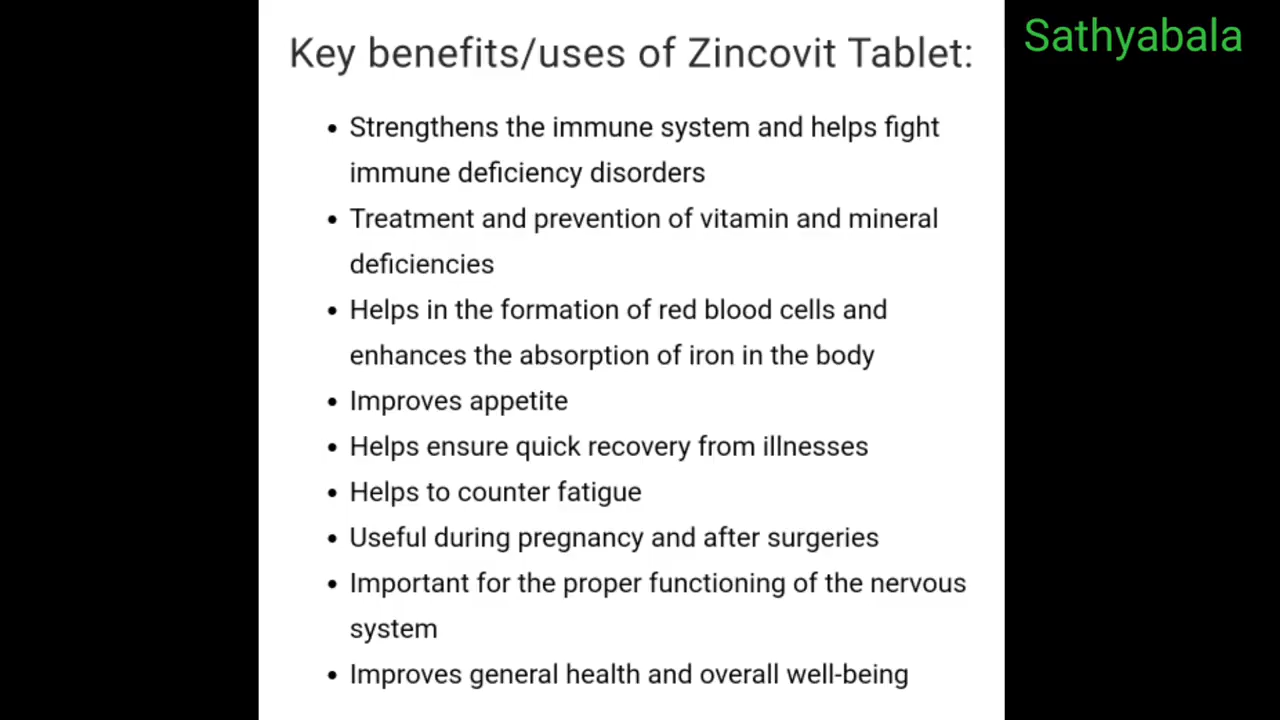 Sathyabala
Key benefits/uses of Zincovit Tablet:
• Strengthens the immune system and helps fight
immune deficiency disorders
• Treatment and prevention of vitamin and mineral
deficiencies
• Helps in the formation of red blood cells and
enhances the absorption of iron in the body
• Improves appetite
• Helps ensure quick recovery from illnesses
• Helps to counter fatigue
• Useful during pregnancy and after surgeries
• Important for the proper functioning of the nervous
system
• Improves general health and overall well-being